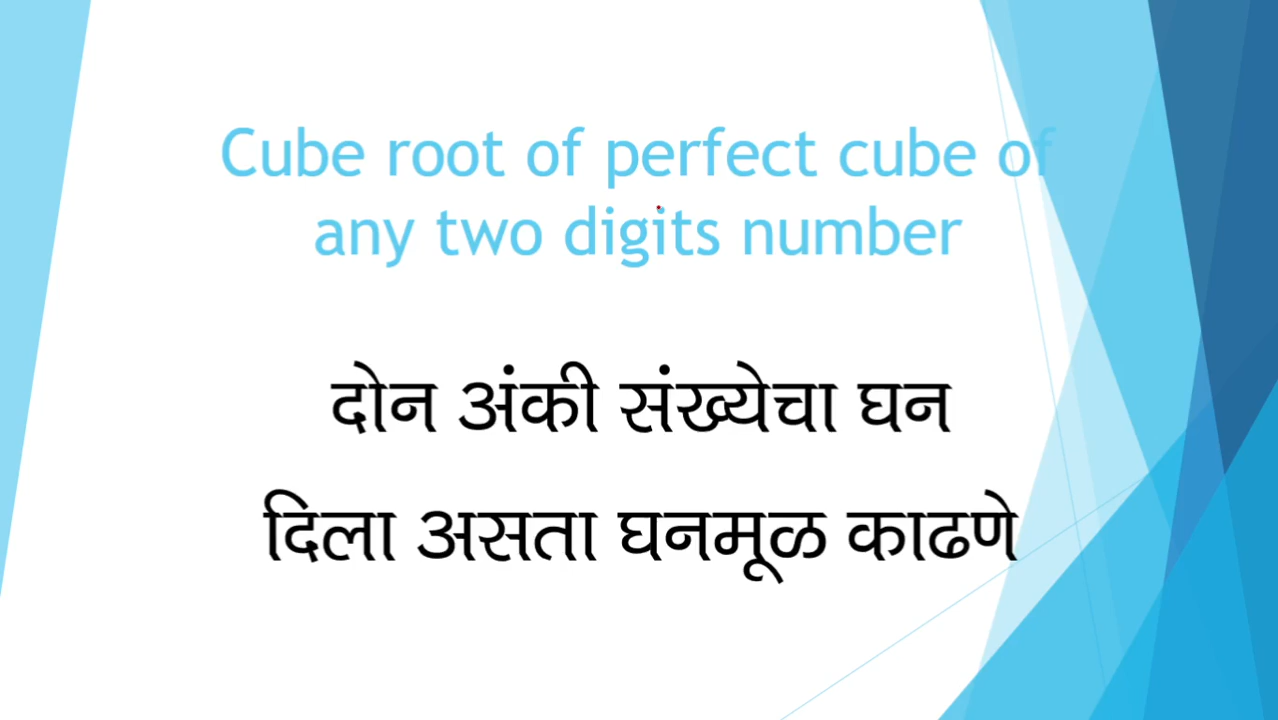 Cube root of perfect cube of
any two digits number
दोन अंकी संख्येचा घन
दिला असता घनमूळ काढणे